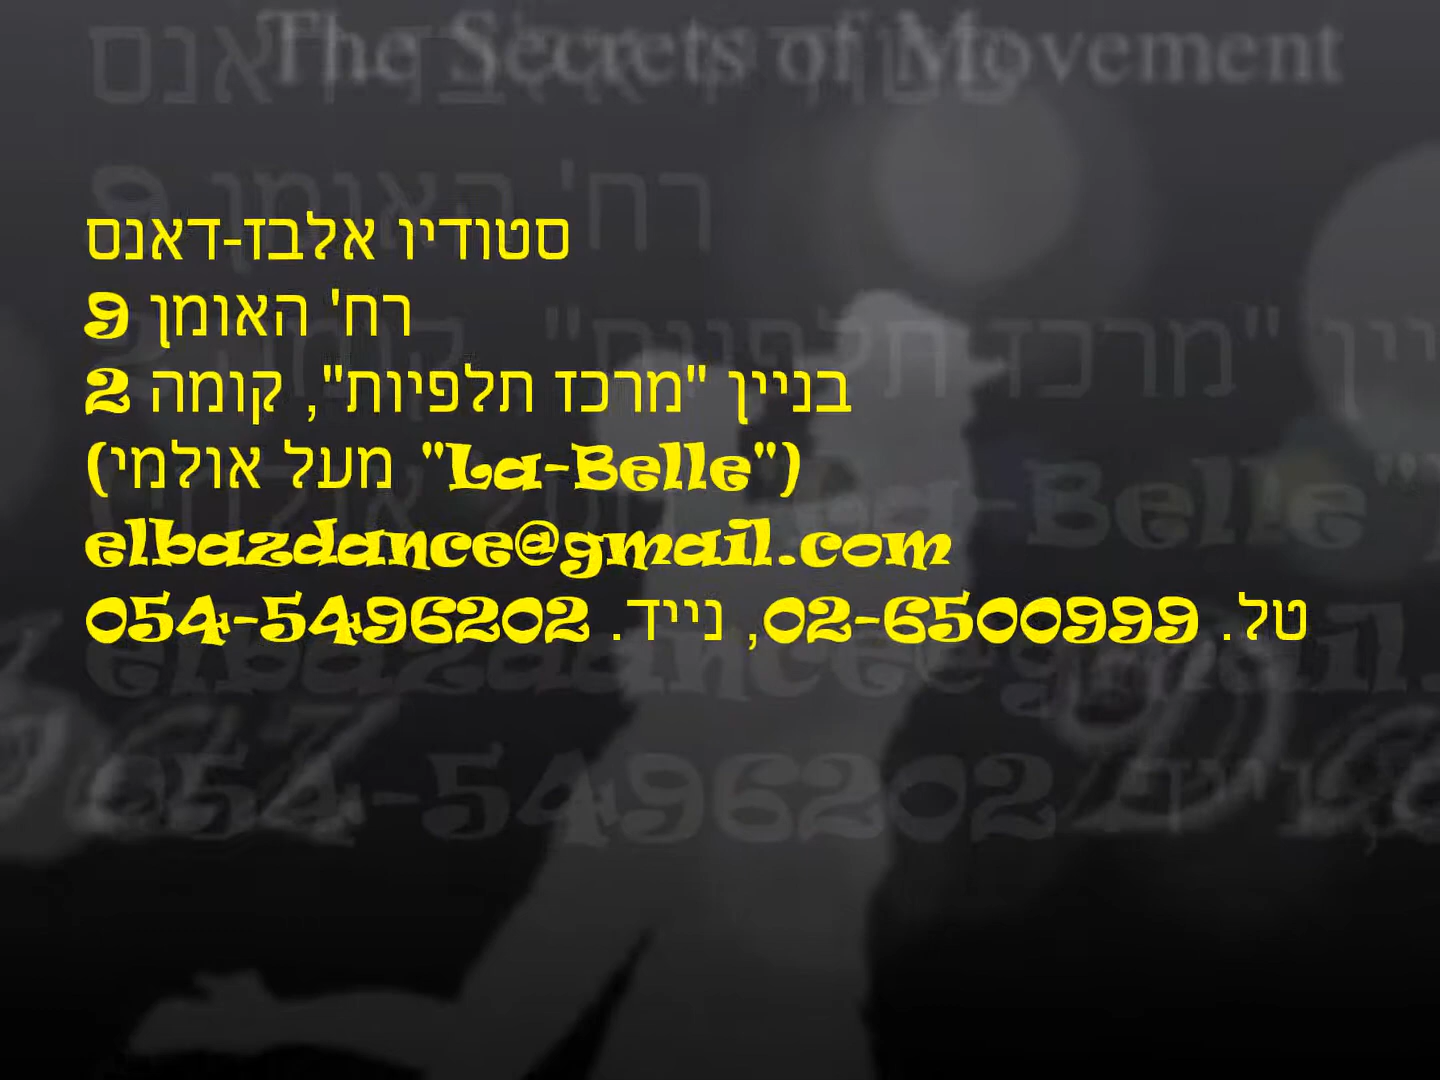 The Secrets of Movement
סטודיו אלבז-דאנס
רח' האומן 9
בניין "מרכז תלפיות", קומה 2
(מעל אולמי "La-Belle")
elbazdance@gmail.com
טל. 02-6500999, נייד. 054-5496202